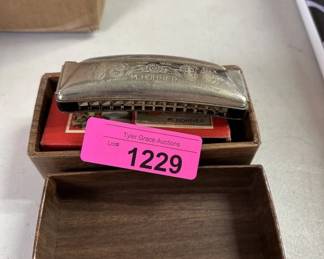 M. HOHNER
Tyler Grace Auctions
Lot#
1229